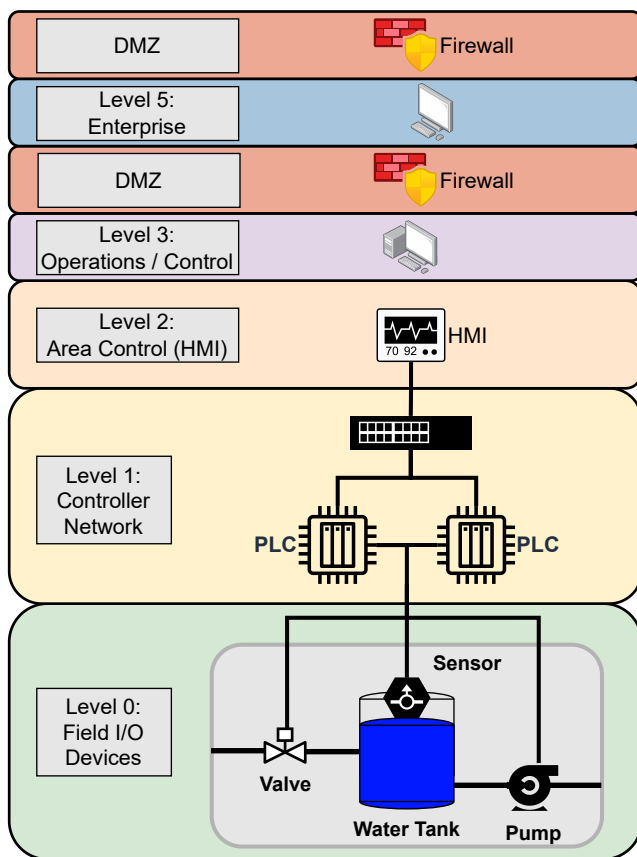 DMZ
Firewall
Level 5:
Enterprise
DMZ
Firewall
Level 3:
Operations / Control
Level 2:
Area Control (HMI)
HMI
70 92
Level 1:
Controller
Network
PLC
PLC
Level 0:
Field I/O
Devices
Sensor
Valve
Water Tank
Pump